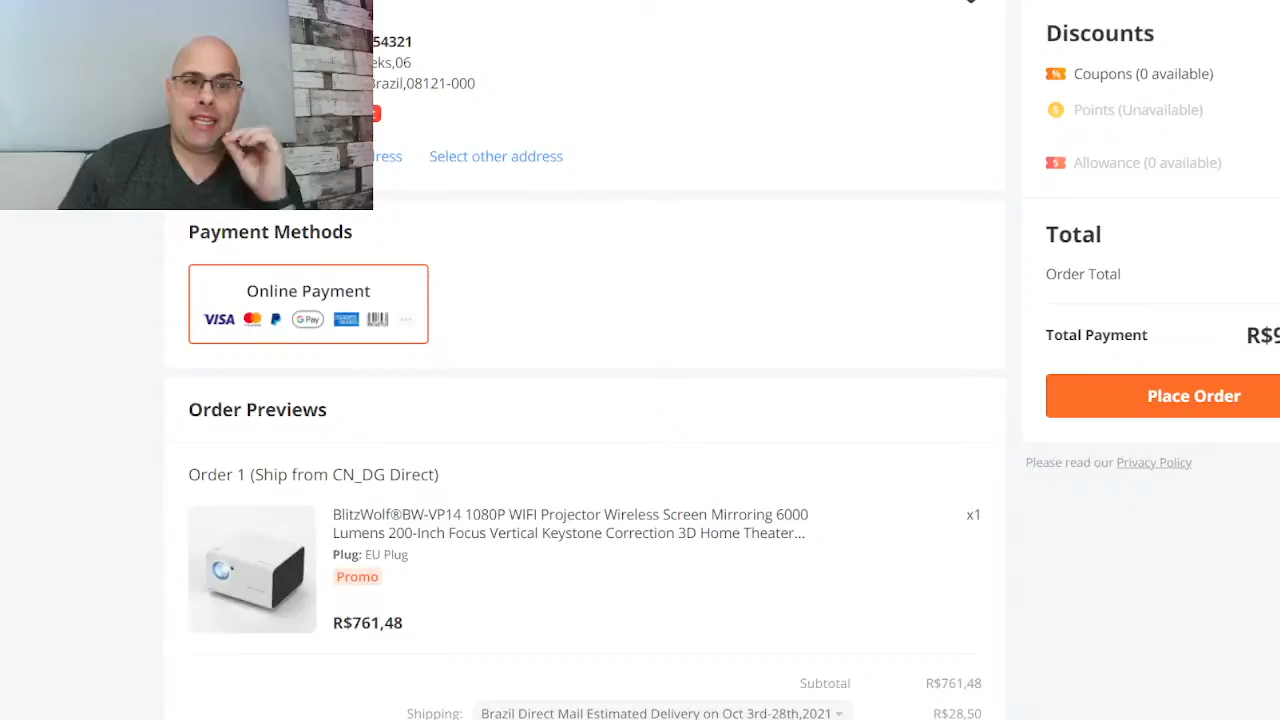 54321
eks,06
Brazil,08121-000
ress
Select other address
Payment Methods
Online Payment
VISA
G Pay
Order Previews
Order 1 (Ship from CN_DG Direct)
BlitzWolf®BW-VP14 1080P WIFI Projector Wireless Screen Mirroring 6000
Lumens 200-Inch Focus Vertical Keystone Correction 3D Home Theater...
x1
Plug: EU Plug
Promo
R$761,48
Subtotal R$761,48
Shipping: Brazil Direct Mail Estimated Delivery on Oct 3rd-28th,2021 R$28,50
Discounts
Coupons (0 available)
Points (Unavailable)
Allowance (0 available)
Total
Order Total
Total Payment R$9
Place Order
Please read our Privacy Policy